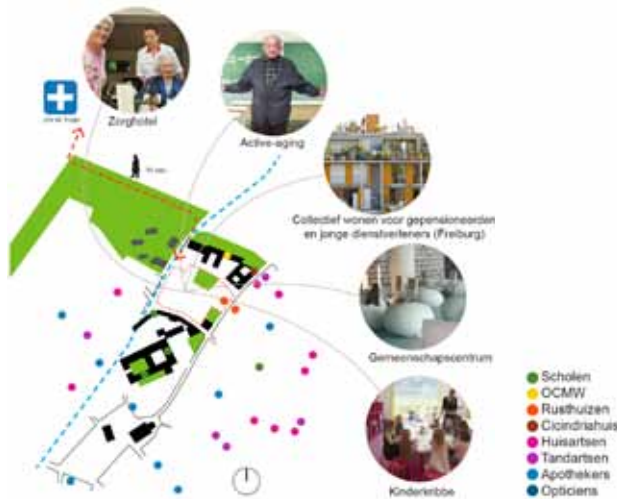 Zorghotel
Active-aging
Collectief wonen voor gepensioneerden
en jonge dienstverleners (Freiburg)
Gemeenschapscentrum
Kinderkribbe
Scholen
OCMW
Rusthuizen
Cicindriahuis
Huisartsen
Tandartsen
Apothekers
Opticiens